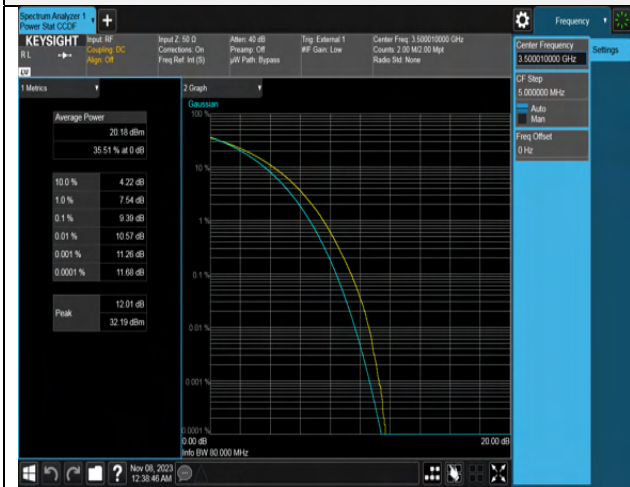 Spectrum Analyzer 1
Power Stat CCDF
Frequency
KEYSIGHT
R L
LV
Input: RF
Coupling: DC
Align: Off
Input Z: 50 Ω
Corrections: On
Freq Ref: Int (S)
Atten: 40 dB
Preamp: Off
µW Path: Bypass
Trig: External 1
#IF Gain: Low
Center Freq: 3.500010000 GHz
Counts: 2.00 M/2.00 Mpt
Radio Std: None
Center Frequency
3.500010000 GHz
Settings
CF Step
5.000000 MHz
Auto
Man
Freq Offset
0 Hz
1 Metrics
Average Power
20.18 dBm
35.51 % at 0 dB
10.0 % 4.22 dB
1.0 % 7.54 dB
0.1 % 9.39 dB
0.01 % 10.57 dB
0.001 % 11.26 dB
0.0001 % 11.68 dB
Peak
12.01 dB
32.19 dBm
2 Graph
Gaussian
100 %
10 %
1 %
0.1 %
0.01 %
0.001 %
0.0001 %
0.00 dB 20.00 dB
Info BW 80.000 MHz
?
Nov 08, 2023
12:38:46 AM